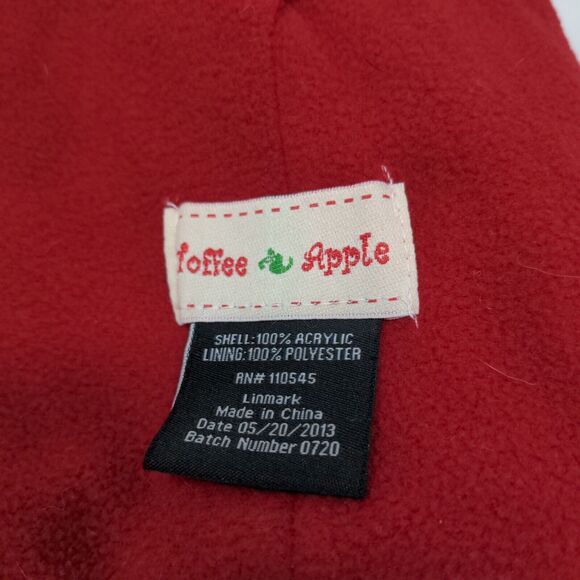 Toffee Apple
SHELL:100% ACRYLIC
LINING:100% POLYESTER
RN# 110545
Linmark
Made in China
Date 05/20/2013
Batch Number 0720